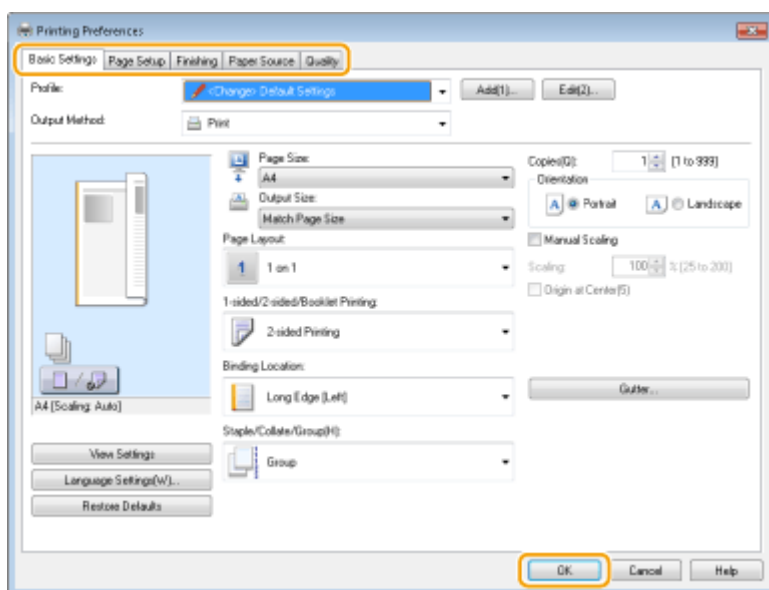 Printing Preferences
Basic Settings Page Setup Finishing Paper Source Quality
Profile: <Change> Default Settings Add(1)... Edit(2)...
Output Method: Print
Page Size: Copies(Q): 1 [1 to 999]
A4 Orientation
Output Size: A Portrait A Landscape
Match Page Size
Page Layout: Manual Scaling
1 1 on 1 Scaling: 100 % [25 to 200]
Origin at Center(5)
1-sided/2-sided/Booklet Printing:
2-sided Printing
Binding Location:
Long Edge [Left] Gutter...
A4 [Scaling: Auto]
Staple/Collate/Group(H):
View Settings Group
Language Settings(W)...
Restore Defaults
OK Cancel Help